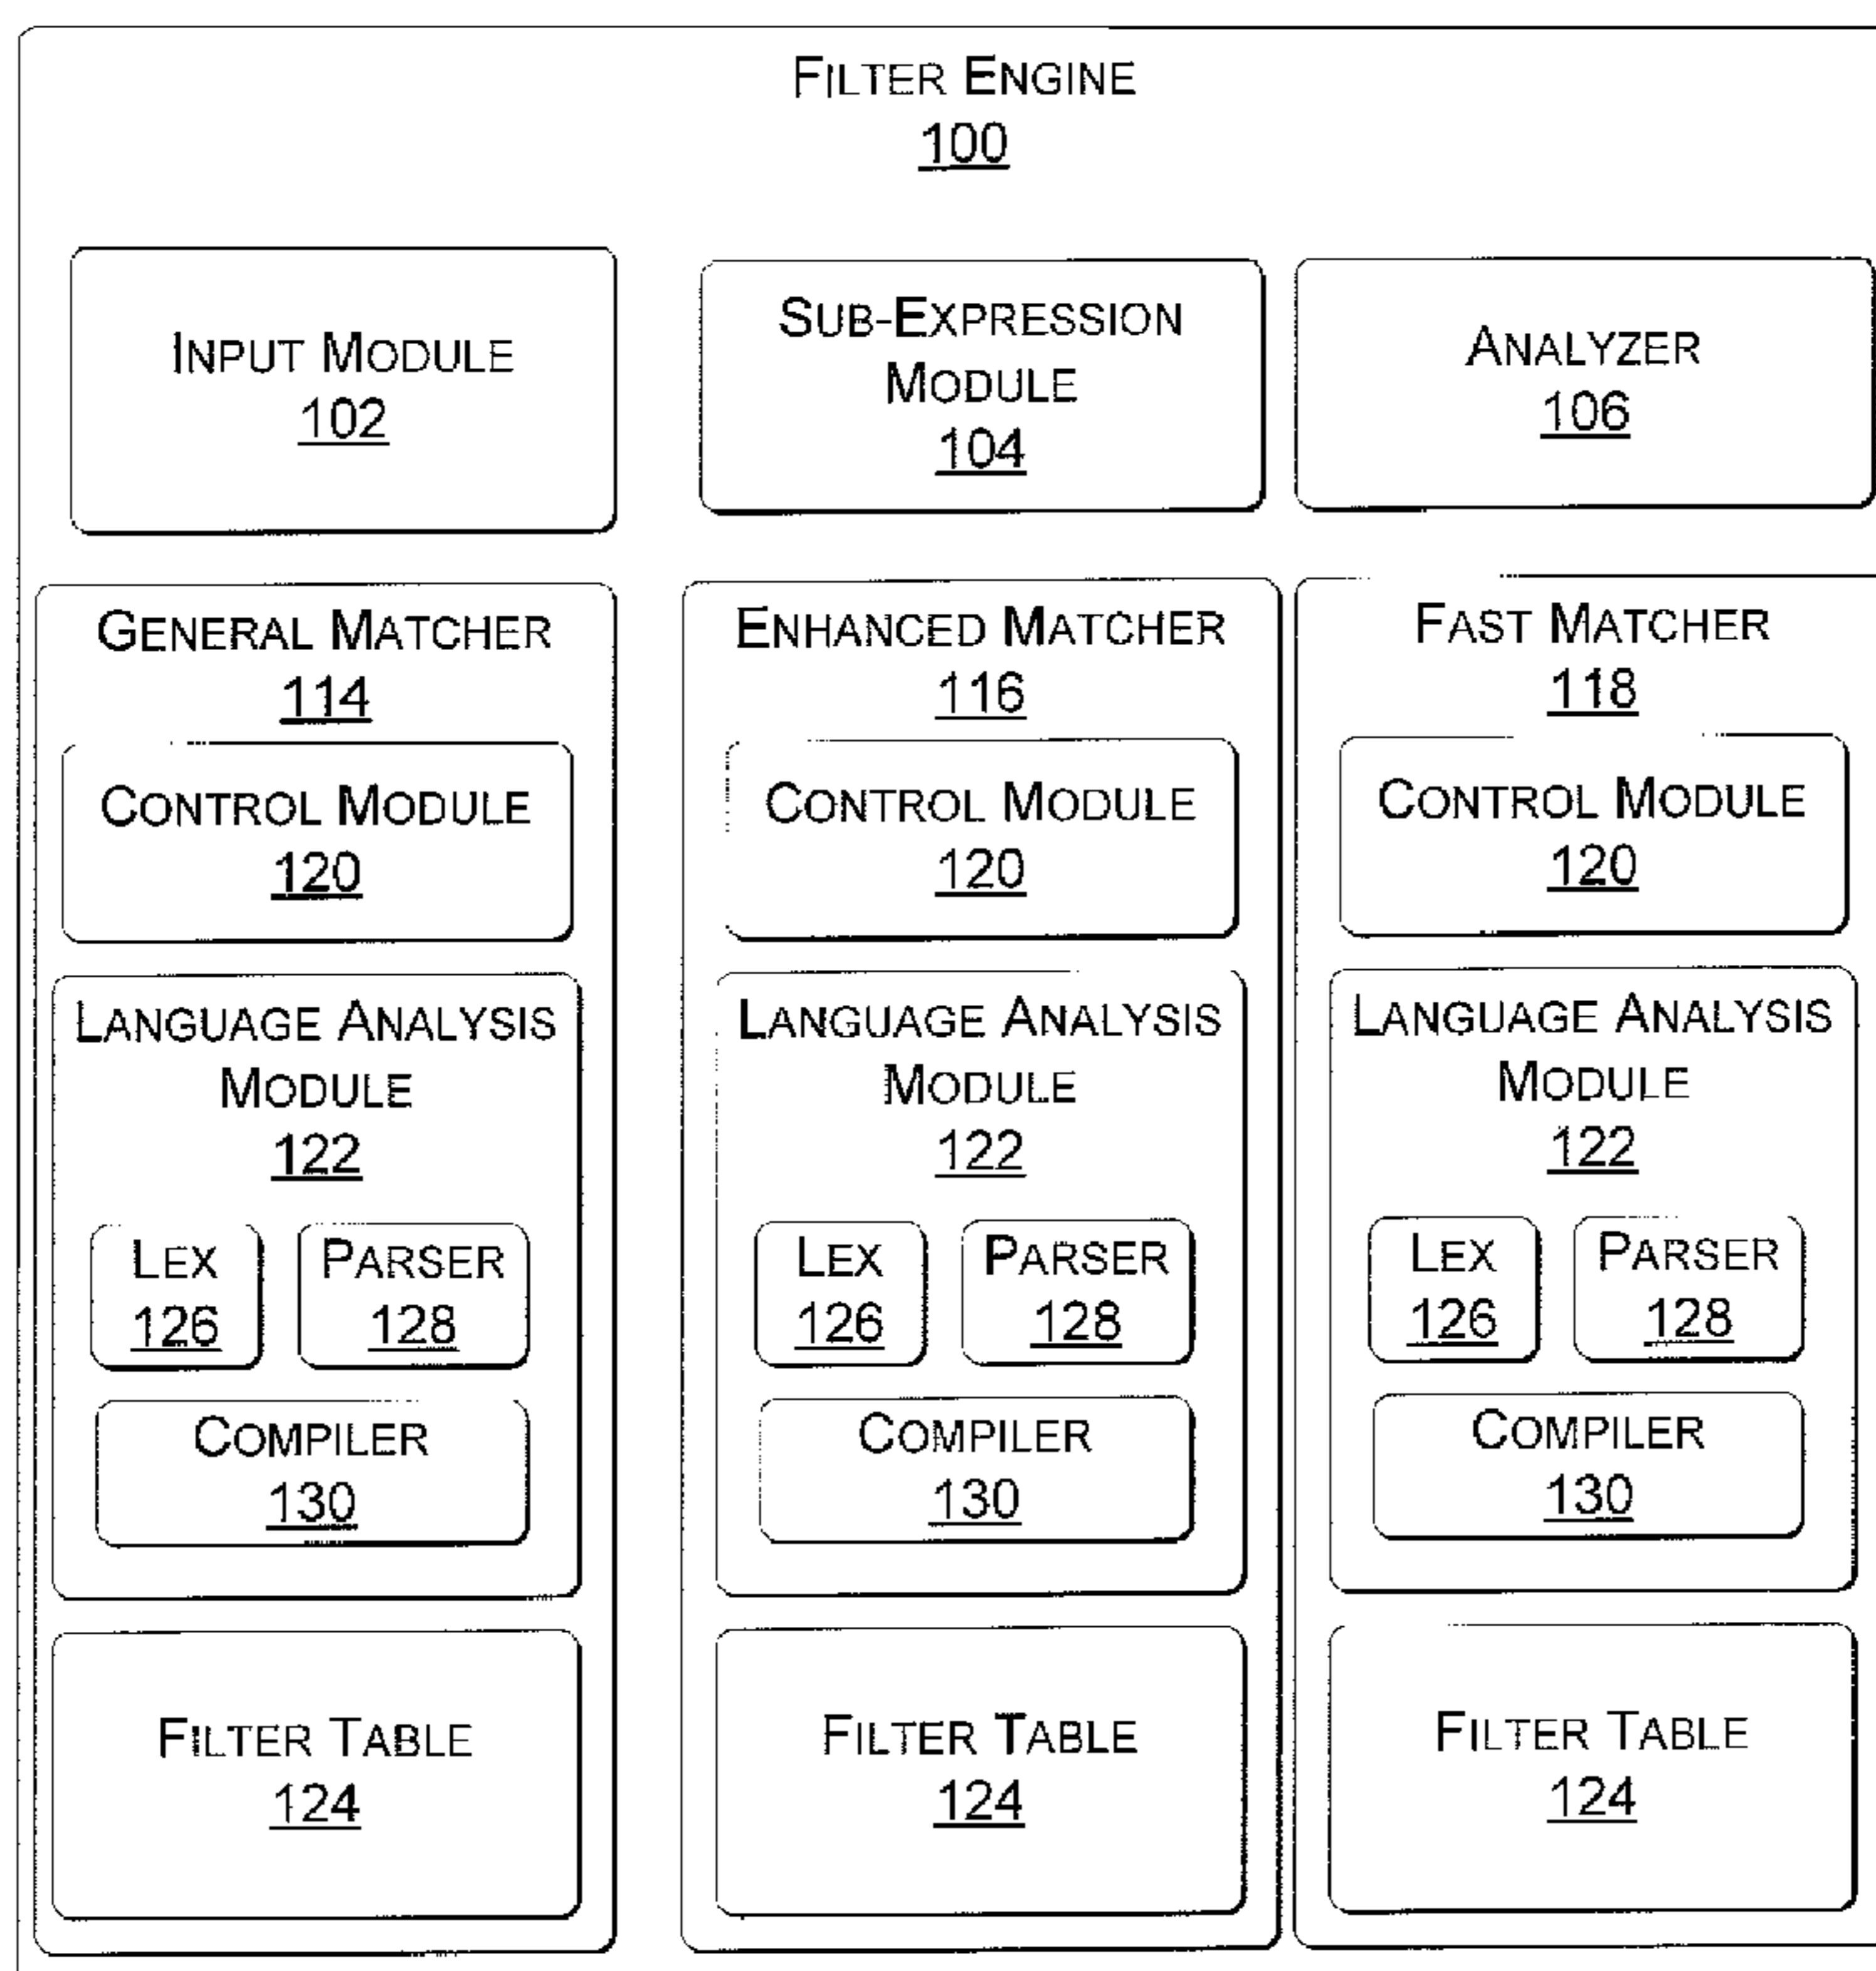 FILTER ENGINE
100
INPUT MODULE
102
SUB-EXPRESSION
MODULE
104
ANALYZER
106
GENERAL MATCHER
114
CONTROL MODULE
120
LANGUAGE ANALYSIS
MODULE
122
LEX
126
PARSER
128
COMPILER
130
FILTER TABLE
124
ENHANCED MATCHER
116
CONTROL MODULE
120
LANGUAGE ANALYSIS
MODULE
122
LEX
126
PARSER
128
COMPILER
130
FILTER TABLE
124
FAST MATCHER
118
CONTROL MODULE
120
LANGUAGE ANALYSIS
MODULE
122
LEX
126
PARSER
128
COMPILER
130
FILTER TABLE
124